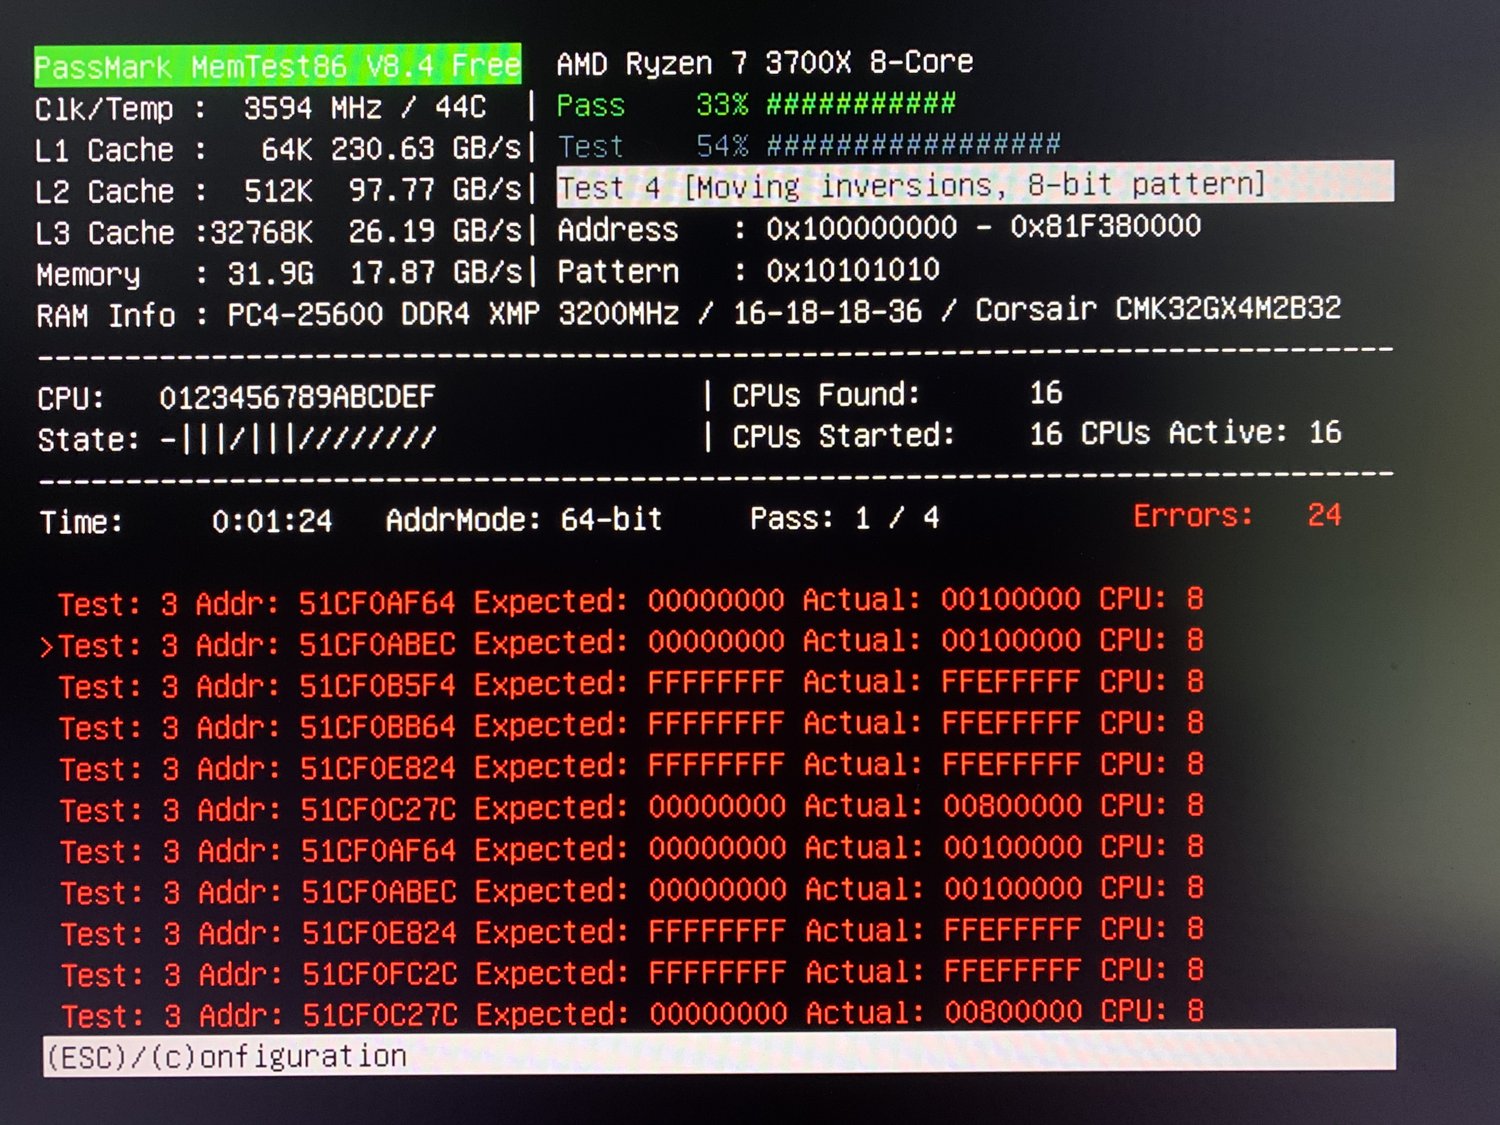 PassMark MemTest86 V8.4 Free AMD Ryzen 7 3700X 8-Core
Clk/Temp : 3594 MHz / 44C | Pass 33% ###########
L1 Cache : 64K 230.63 GB/s| Test 54% #################
L2 Cache : 512K 97.77 GB/s| Test 4 [Moving inversions, 8-bit pattern]
L3 Cache :32768K 26.19 GB/s| Address : 0x100000000 - 0x81F380000
Memory : 31.9G 17.87 GB/s| Pattern : 0x10101010
RAM Info : PC4-25600 DDR4 XMP 3200MHz / 16-18-18-36 / Corsair CMK32GX4M2B32
------------------------------------------------------------------------------
CPU: 0123456789ABCDEF | CPUs Found: 16
State: -|||/|||//////// | CPUs Started: 16 CPUs Active: 16
------------------------------------------------------------------------------
Time: 0:01:24 AddrMode: 64-bit Pass: 1 / 4 Errors: 24
Test: 3 Addr: 51CF0AF64 Expected: 00000000 Actual: 00100000 CPU: 8
>Test: 3 Addr: 51CF0ABEC Expected: 00000000 Actual: 00100000 CPU: 8
Test: 3 Addr: 51CF0B5F4 Expected: FFFFFFFF Actual: FFEFFFFF CPU: 8
Test: 3 Addr: 51CF0BB64 Expected: FFFFFFFF Actual: FFEFFFFF CPU: 8
Test: 3 Addr: 51CF0E824 Expected: FFFFFFFF Actual: FFEFFFFF CPU: 8
Test: 3 Addr: 51CF0C27C Expected: 00000000 Actual: 00800000 CPU: 8
Test: 3 Addr: 51CF0AF64 Expected: 00000000 Actual: 00100000 CPU: 8
Test: 3 Addr: 51CF0ABEC Expected: 00000000 Actual: 00100000 CPU: 8
Test: 3 Addr: 51CF0E824 Expected: FFFFFFFF Actual: FFEFFFFF CPU: 8
Test: 3 Addr: 51CF0FC2C Expected: FFFFFFFF Actual: FFEFFFFF CPU: 8
Test: 3 Addr: 51CF0C27C Expected: 00000000 Actual: 00800000 CPU: 8
(ESC)/(c)onfiguration